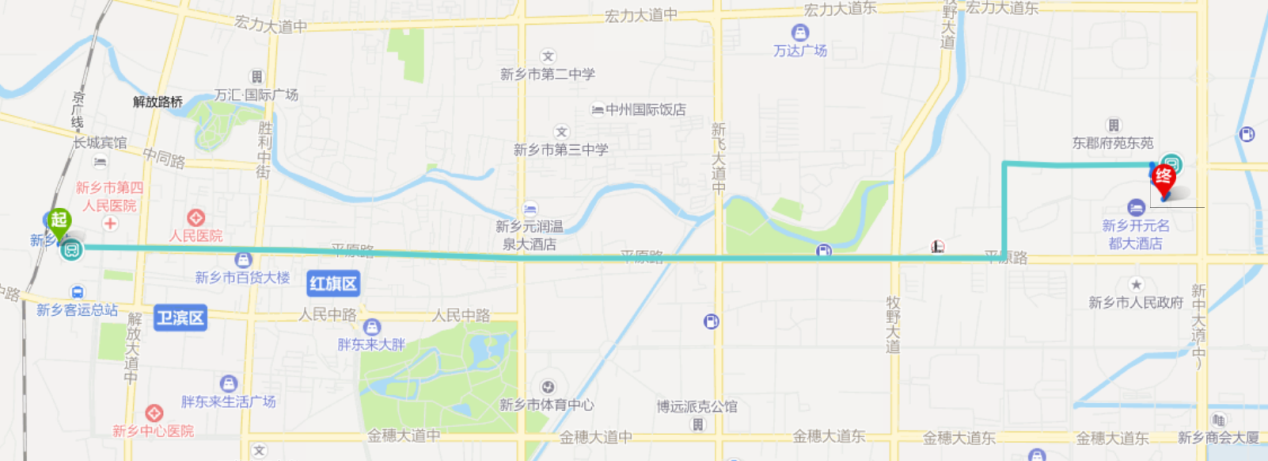 宏力大道中
宏力大道中
宏力大道东
宏力大道东
牧野大道
万达广场
新乡市第二中学
万汇·国际广场
解放路桥
京广线
中州国际饭店
长城宾馆
中同路
胜利中街
新乡市第三中学
新飞大道中
东郡府苑东苑
新乡市第四
人民医院
人民医院
起
终
新乡
新乡元润温
泉大酒店
新乡开元名
都大酒店
平原路
平原路
平原路
新乡市百货大楼
红旗区
新乡客运总站
中路
卫滨区
人民中路
人民中路
解放大道中
胖东来大胖
牧野大道
新乡市人民政府
新中大道(中)
胖东来生活广场
新乡市体育中心
博远派克公馆
新乡中心医院
金穗大道中
金穗大道中
金穗大道东
金穗大道东
金穗大道东
新乡商会大厦